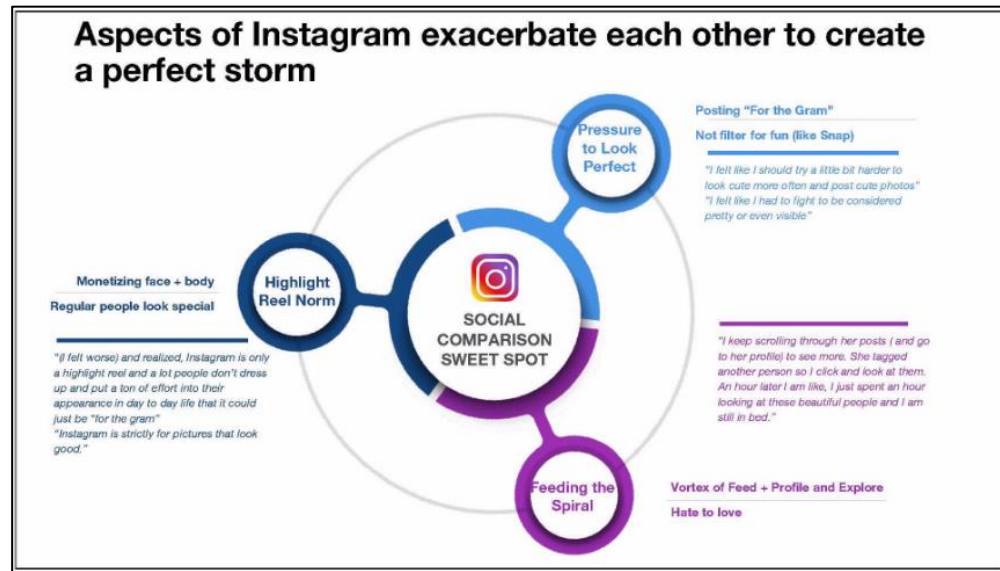 Aspects of Instagram exacerbate each other to create
a perfect storm
Pressure
to Look
Perfect
Posting "For the Gram"
Not filter for fun (like Snap)
"I felt like I should try a little bit harder to
look cute more often and post cute photos"
"I felt like I had to fight to be considered
pretty or even visible"
Highlight
Reel Norm
Monetizing face + body
Regular people look special
"(I felt worse) and realized, Instagram is only
a highlight reel and a lot people don't dress
up and put a ton of effort into their
appearance in day to day life that it could
just be "for the gram"
"Instagram is strictly for pictures that look
good."
SOCIAL
COMPARISON
SWEET SPOT
"I keep scrolling through her posts ( and go
to her profile) to see more. She tagged
another person so I click and look at them.
An hour later I am like, I just spent an hour
looking at these beautiful people and I am
still in bed."
Feeding the
Spiral
Vortex of Feed + Profile and Explore
Hate to love